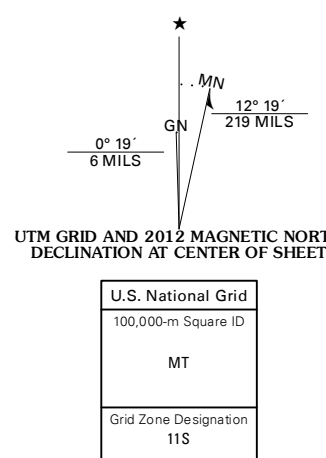 ★
MN
GN
12° 19´
219 MILS
0° 19´
6 MILS
UTM GRID AND 2012 MAGNETIC NORT
DECLINATION AT CENTER OF SHEET
U.S. National Grid
100,000-m Square ID
MT
Grid Zone Designation
11S